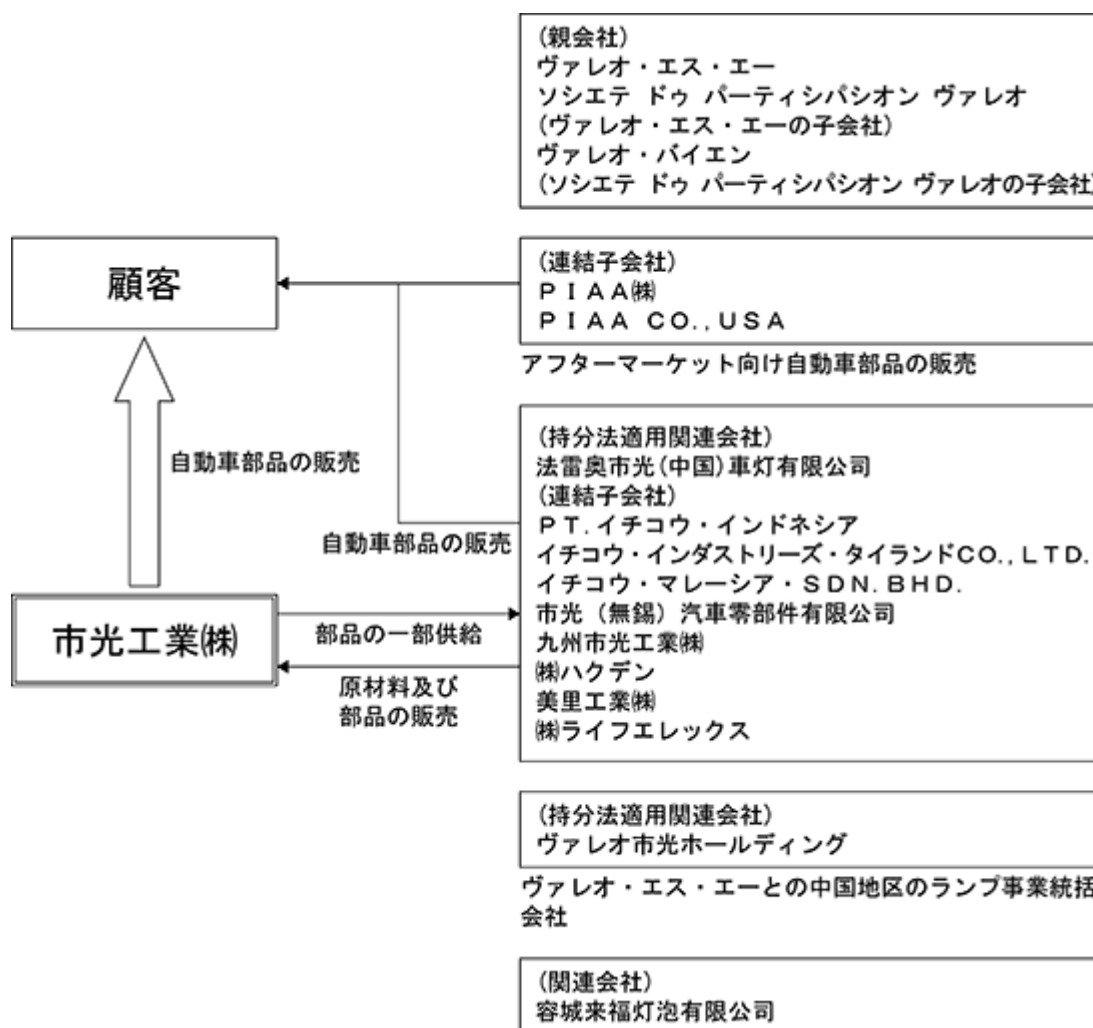 (親会社)
ヴァレオ・エス・エー
ソシエテ ドゥ パーティシパシオン ヴァレオ
(ヴァレオ・エス・エーの子会社)
ヴァレオ・バイエン
(ソシエテ ドゥ パーティシパシオン ヴァレオの子会社)
顧客
(連結子会社)
ＰＩＡＡ㈱
ＰＩＡＡ ＣＯ.,ＵＳＡ
アフターマーケット向け自動車部品の販売
自動車部品の販売
(持分法適用関連会社)
法雷奥市光(中国)車灯有限公司
(連結子会社)
ＰＴ.イチコウ・インドネシア
イチコウ・インダストリーズ・タイランドCO.,ＬＴＤ.
イチコウ・マレーシア・ＳＤＮ.ＢＨＤ.
市光（無錫）汽車零部件有限公司
九州市光工業㈱
㈱ハクデン
美里工業㈱
㈱ライフエレックス
自動車部品の販売
市光工業㈱
部品の一部供給
原材料及び
部品の販売
(持分法適用関連会社)
ヴァレオ市光ホールディング
ヴァレオ・エス・エーとの中国地区のランプ事業統括
会社
(関連会社)
容城来福灯泡有限公司